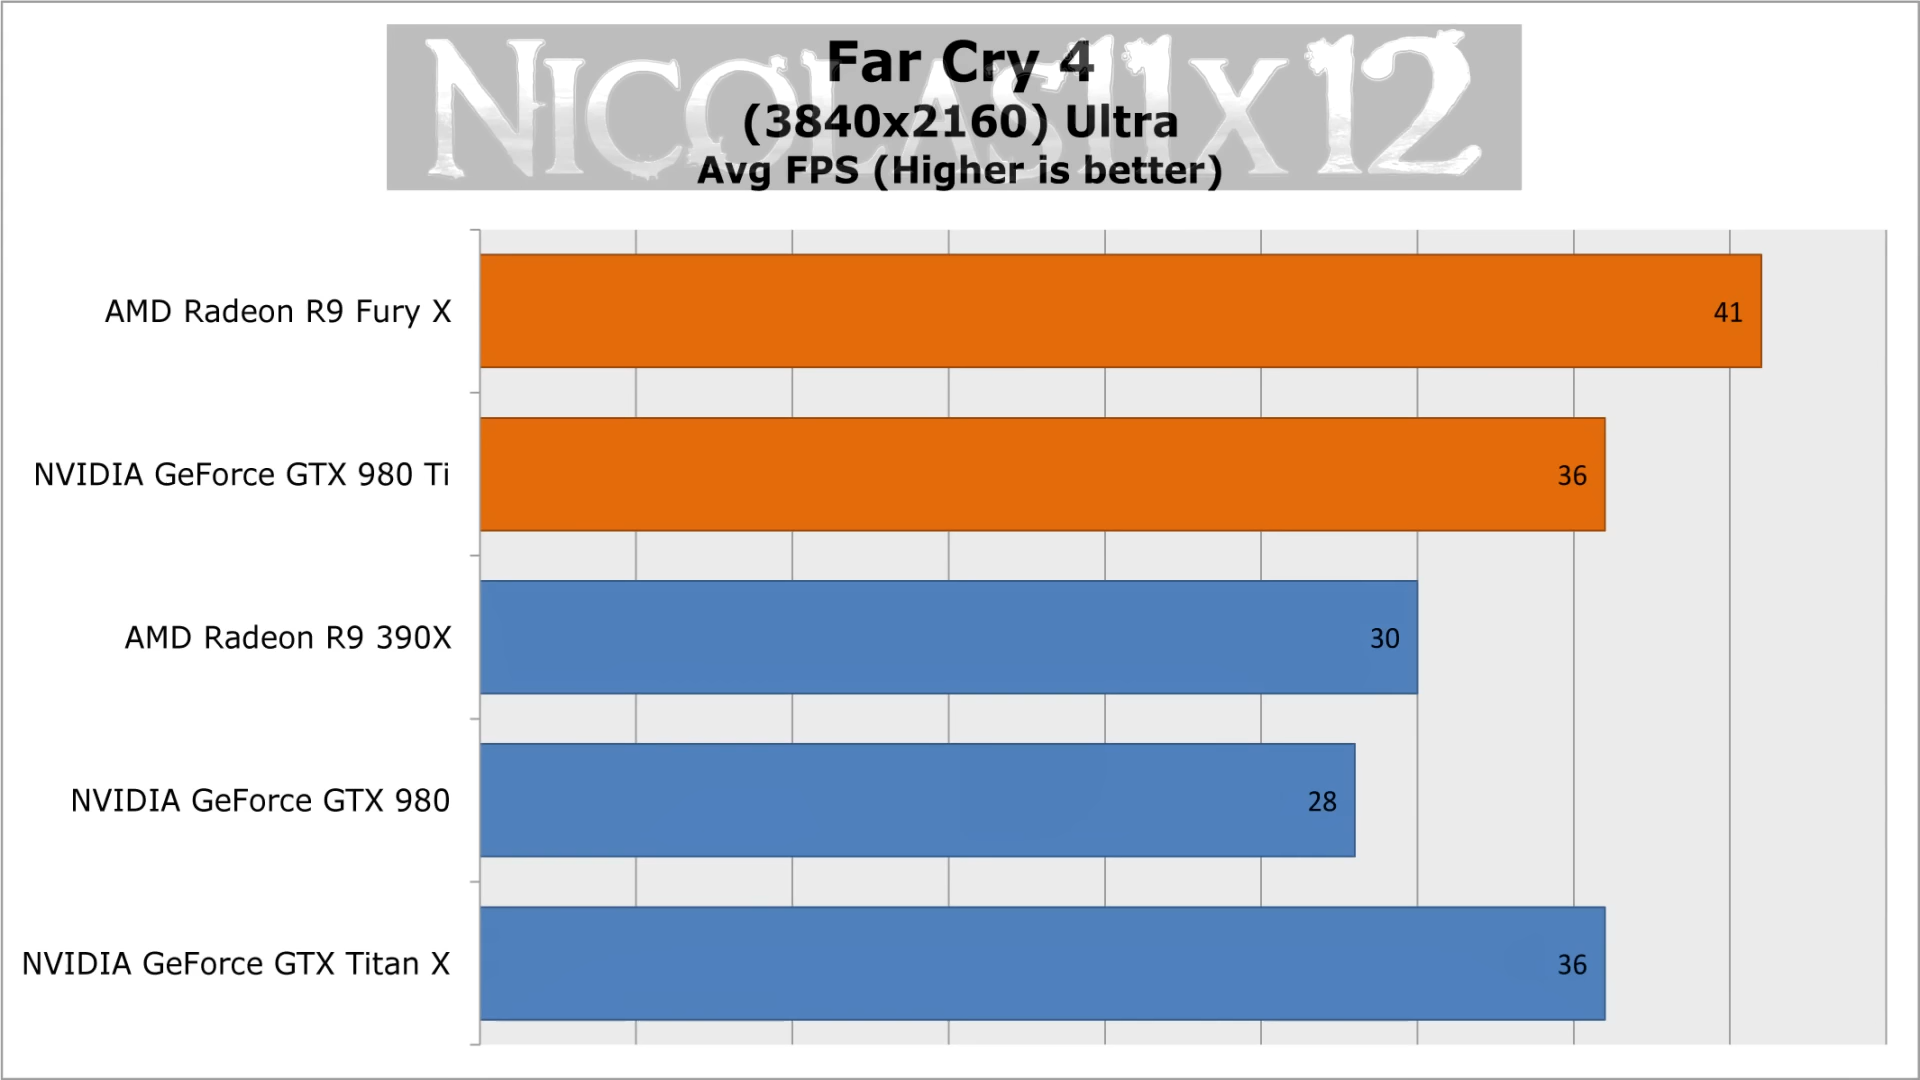 NICOLAS11X12
Far Cry 4
(3840x2160) Ultra
Avg FPS (Higher is better)
AMD Radeon R9 Fury X 41
NVIDIA GeForce GTX 980 Ti 36
AMD Radeon R9 390X 30
NVIDIA GeForce GTX 980 28
NVIDIA GeForce GTX Titan X 36